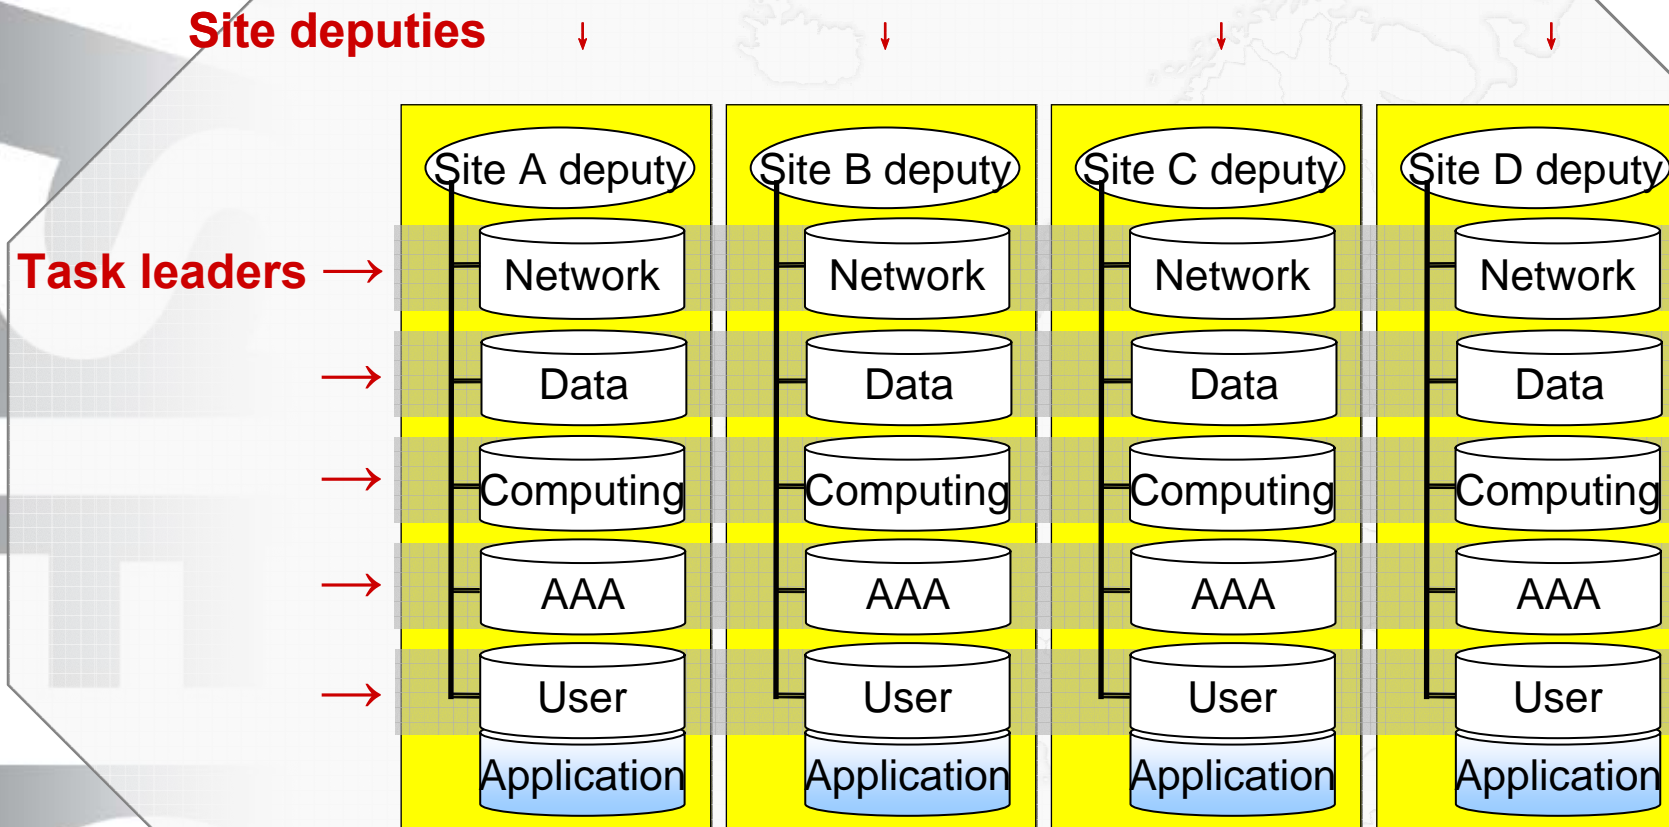 Site deputies ↓ ↓ ↓ ↓
Site A deputy Site B deputy Site C deputy Site D deputy
Task leaders → Network Network Network Network
→ Data Data Data Data
→ Computing Computing Computing Computing
→ AAA AAA AAA AAA
→ User User User User
Application Application Application Application